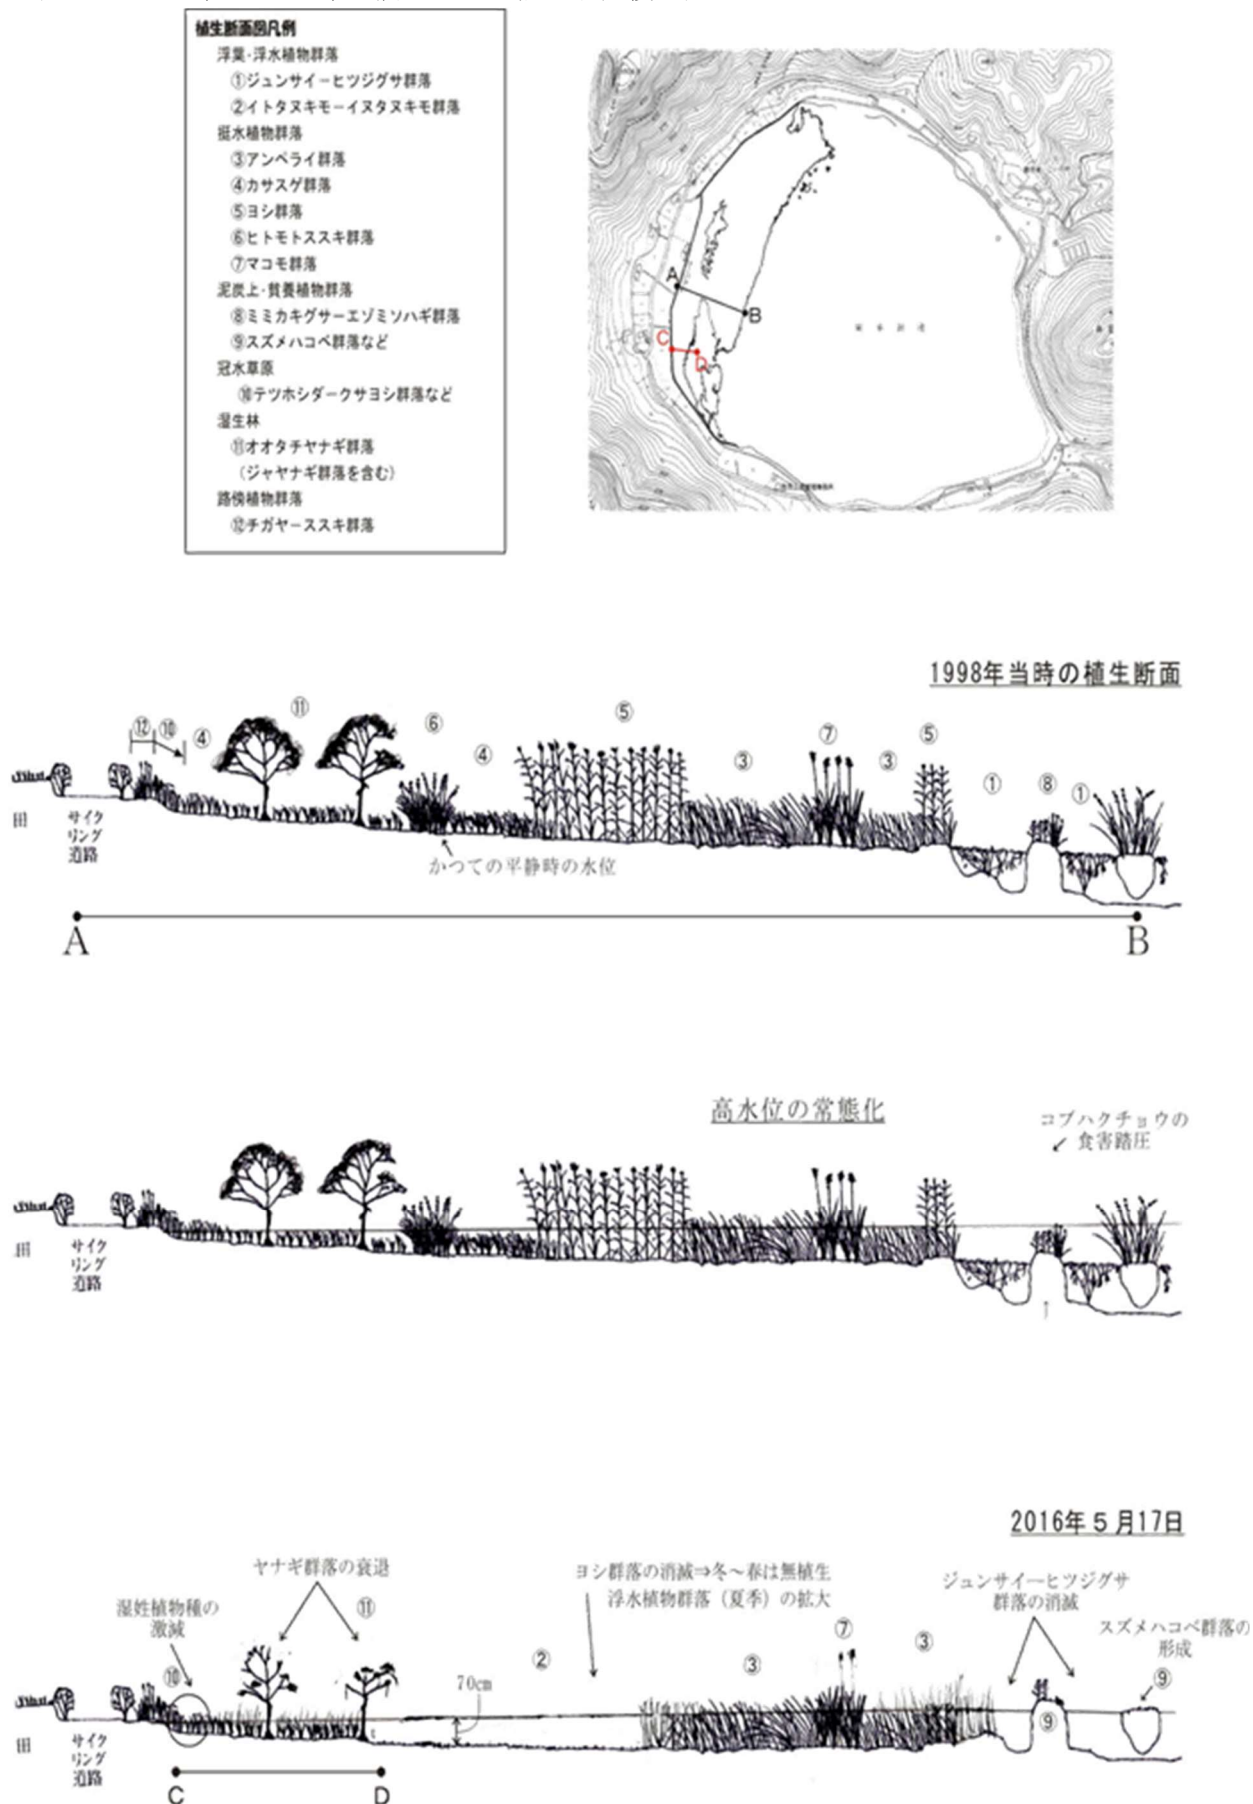 植生断面図凡例
浮葉・浮水植物群落
①ジュンサイーヒツジグサ群落
②イトタヌキモーイヌタヌキモ群落
挺水植物群落
③アンペライ群落
④カサスゲ群落
⑤ヨシ群落
⑥ヒトモトススキ群落
⑦マコモ群落
泥炭上・貧養植物群落
⑧ミミカキグサーエゾミソハギ群落
⑨スズメハコベ群落など
冠水草原
⑩テツホシダークサヨシ群落など
湿生林
⑪オオタチヤナギ群落
(ジャヤナギ群落を含む)
路傍植物群落
⑫チガヤーススキ群落
A
B
C
D
1998年当時の植生断面
⑫ ⑩ ④ ⑪ ⑥ ④ ⑤ ③ ⑦ ③ ⑤ ① ⑧ ①
田
サイク
リング
道路
かつての平静時の水位
A B
高水位の常態化
コブハクチョウの
食害踏圧
田
サイク
リング
道路
2016年5月17日
ヤナギ群落の衰退
湿性植物種の
激減
ヨシ群落の消滅⇒冬～春は無植生
浮水植物群落(夏季)の拡大
ジュンサイーヒツジグサ
群落の消滅
スズメハコベ群落の
形成
⑩ ⑪ ② ③ ⑦ ③ ⑨ ⑨
70cm
田
サイク
リング
道路
C D